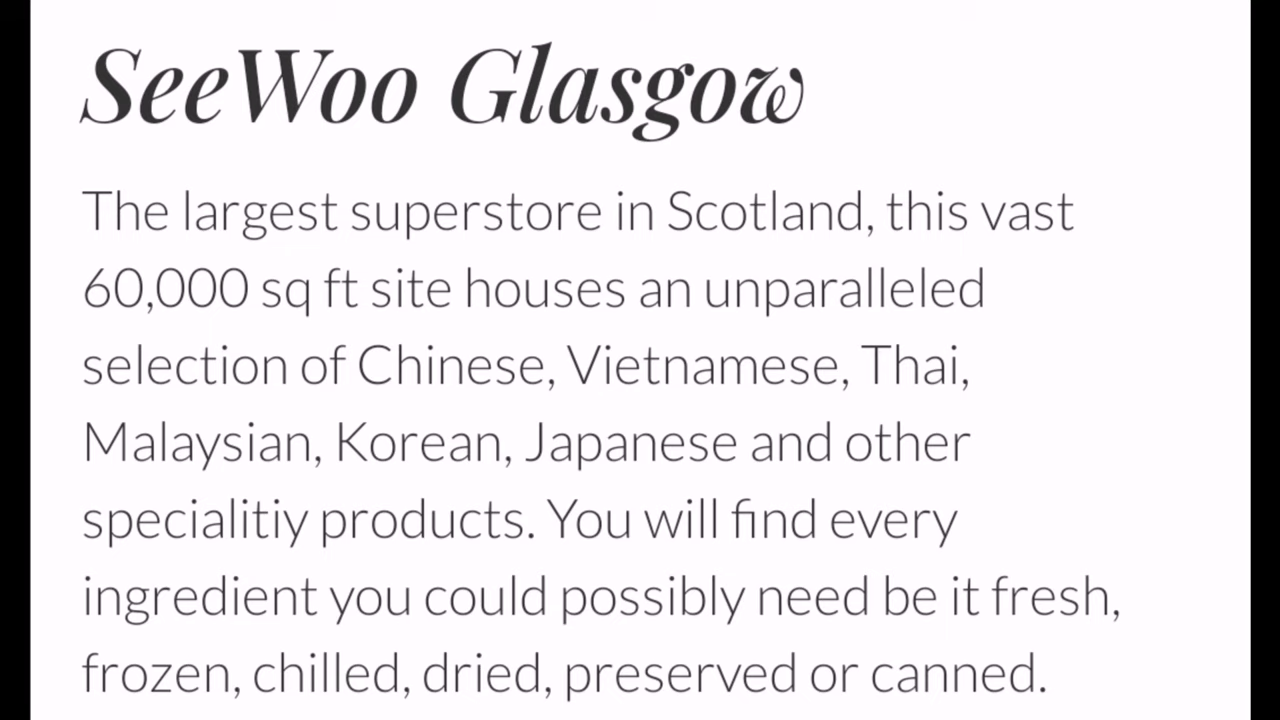 SeeWoo Glasgow
The largest superstore in Scotland, this vast
60,000 sq ft site houses an unparalleled
selection of Chinese, Vietnamese, Thai,
Malaysian, Korean, Japanese and other
specialitiy products. You will find every
ingredient you could possibly need be it fresh,
frozen, chilled, dried, preserved or canned.